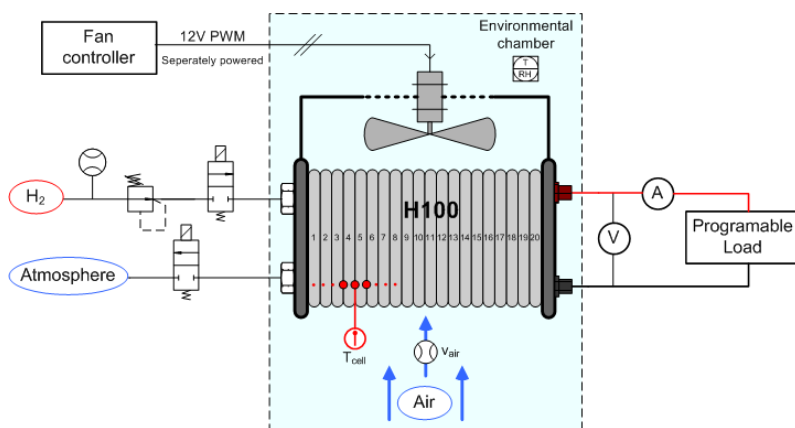 Fan
controller
12V PWM
Seperately powered
Environmental
chamber
T
RH
H2
H100
1 2 3 4 5 6 7 8 9 10 11 12 13 14 15 16 17 18 19 20
A
V
Programable
Load
Atmosphere
Tcell
vair
Air